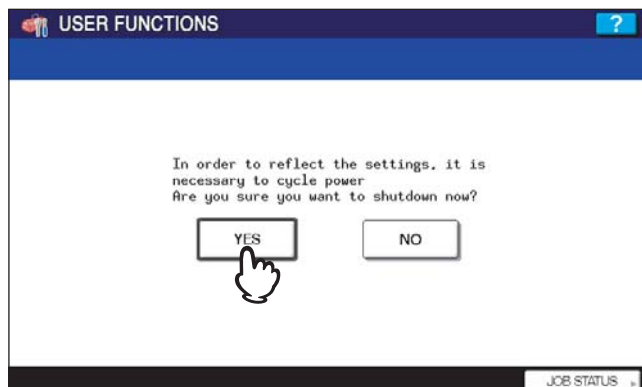 USER FUNCTIONS
?
In order to reflect the settings, it is
necessary to cycle power
Are you sure you want to shutdown now?
YES
NO
JOB STATUS